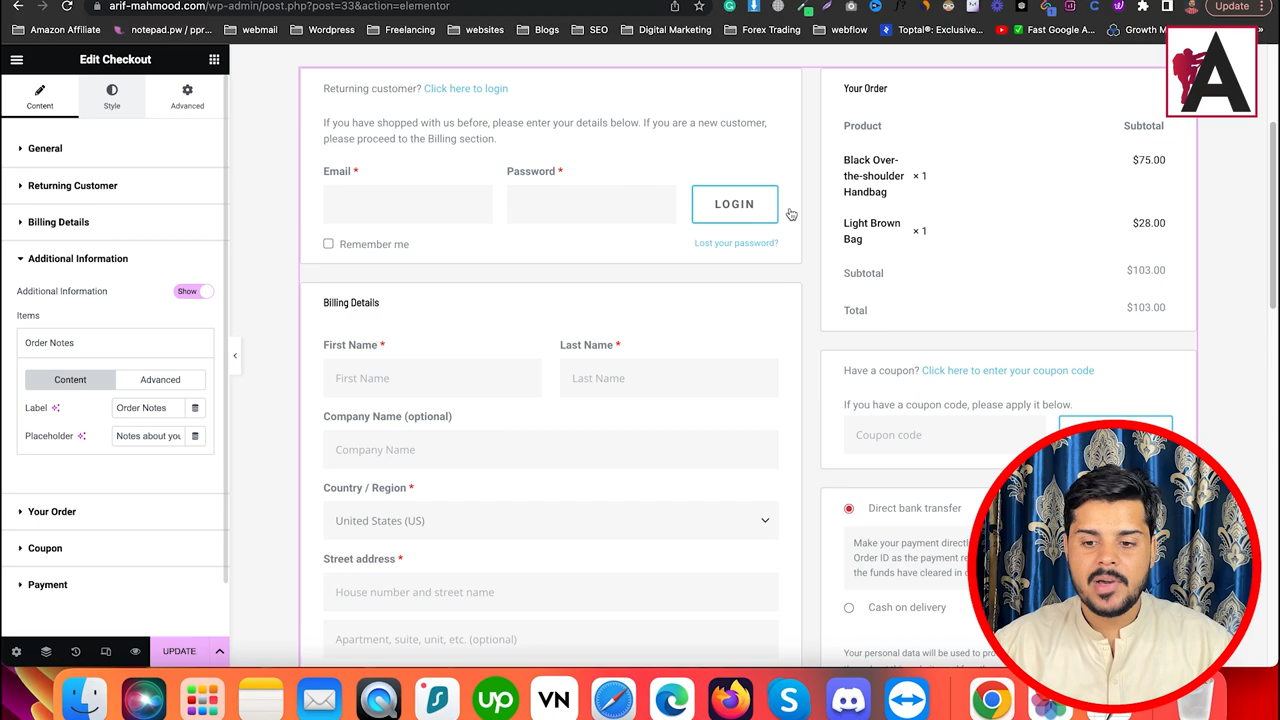 arif-mahmood.com/wp-admin/post.php?post=33&action=elementor
Update
Amazon Affiliate
notepad.pw / ppr...
webmail
Wordpress
Freelancing
websites
Blogs
SEO
Digital Marketing
Forex Trading
webflow
Toptal®: Exclusive...
Fast Google A...
Growth
A
Edit Checkout
Content
Style
Advanced
General
Returning Customer
Billing Details
Additional Information
Additional Information
Show
Items
Order Notes
Content
Advanced
Label
Order Notes
Placeholder
Notes about you
Your Order
Coupon
Payment
UPDATE
Returning customer? Click here to login
If you have shopped with us before, please enter your details below. If you are a new customer,
please proceed to the Billing section.
Email *
Password *
LOGIN
Remember me
Lost your password?
Billing Details
First Name *
Last Name *
First Name
Last Name
Company Name (optional)
Company Name
Country / Region *
United States (US)
Street address *
House number and street name
Apartment, suite, unit, etc. (optional)
Your Order
Product
Subtotal
Black Over-
the-shoulder × 1
Handbag
$75.00
Light Brown
Bag
× 1
$28.00
Subtotal
$103.00
Total
$103.00
Have a coupon? Click here to enter your coupon code
If you have a coupon code, please apply it below.
Coupon code
Direct bank transfer
Make your payment directl
Order ID as the payment re
the funds have cleared in
Cash on delivery
Your personal data will be used to pro
up
VN
S